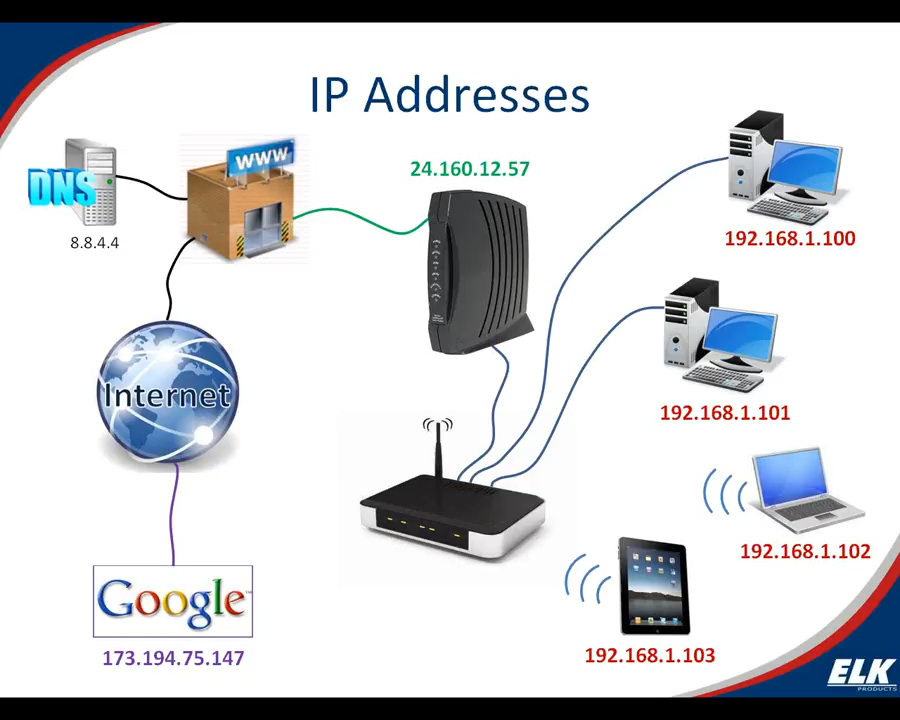 IP Addresses
DNS
8.8.4.4
WWW
24.160.12.57
192.168.1.100
192.168.1.101
Internet
192.168.1.102
Google™
173.194.75.147
192.168.1.103
ELK
PRODUCTS